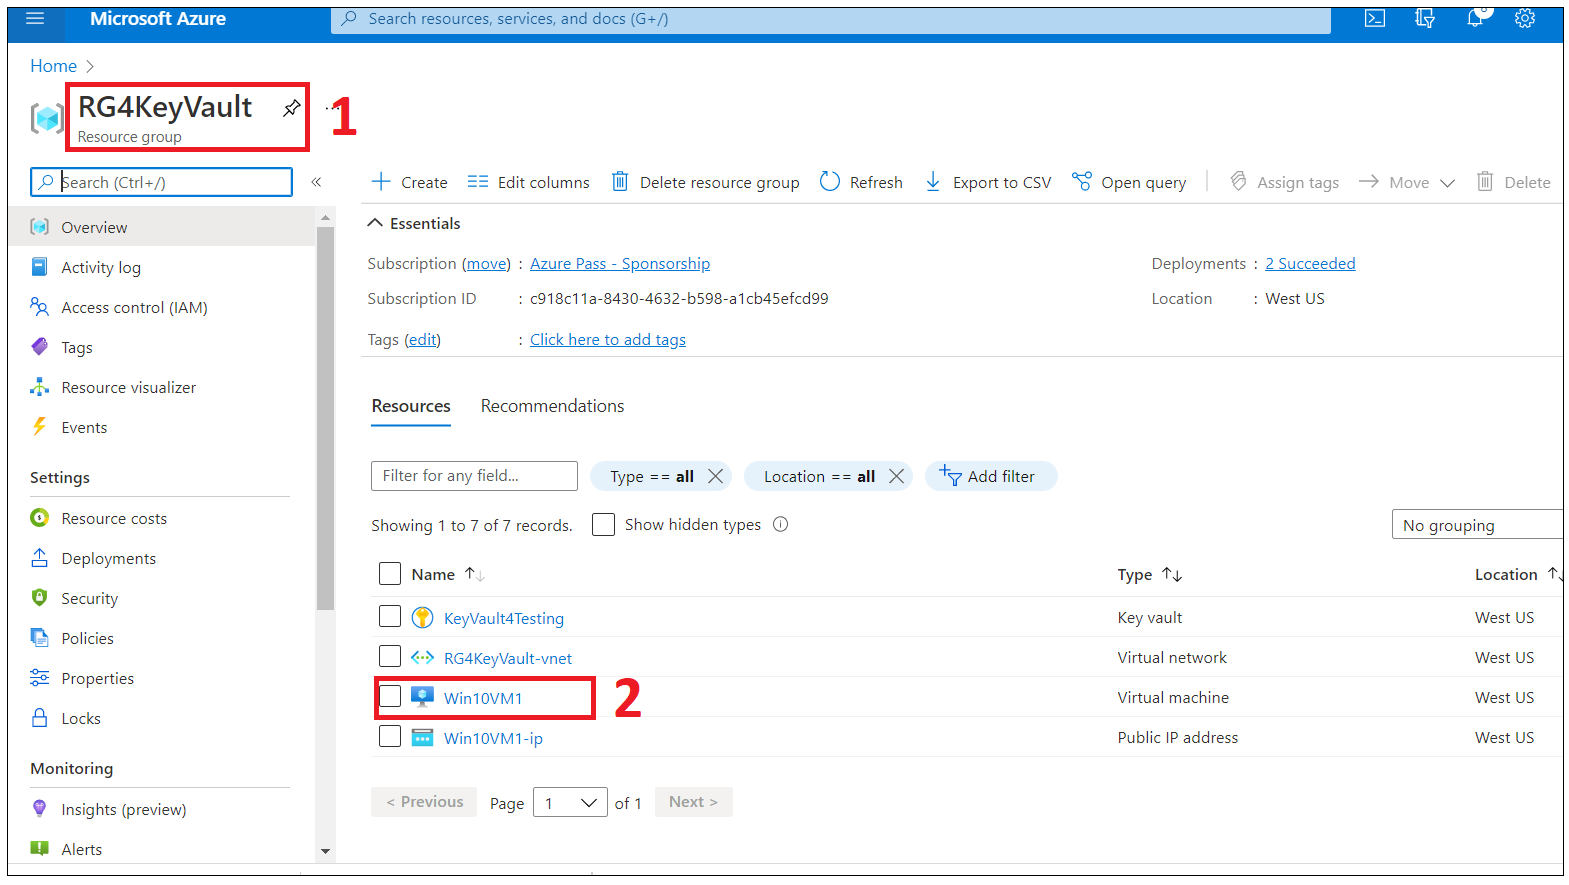 Microsoft Azure
Search resources, services, and docs (G+/)
Home >
RG4KeyVault
Resource group
... 1
Search (Ctrl+/) «
Overview
Activity log
Access control (IAM)
Tags
Resource visualizer
Events
Settings
Resource costs
Deployments
Security
Policies
Properties
Locks
Monitoring
Insights (preview)
Alerts
+ Create Edit columns Delete resource group Refresh Export to CSV Open query Assign tags Move Delete
Essentials
Subscription (move) : Azure Pass - Sponsorship
Subscription ID : c918c11a-8430-4632-b598-a1cb45efcd99
Tags (edit) : Click here to add tags
Deployments : 2 Succeeded
Location : West US
Resources Recommendations
Filter for any field... Type == all Location == all Add filter
Showing 1 to 7 of 7 records. Show hidden types No grouping
Name Type Location
KeyVault4Testing Key vault West US
RG4KeyVault-vnet Virtual network West US
Win10VM1 2 Virtual machine West US
Win10VM1-ip Public IP address West US
< Previous Page 1 of 1 Next >